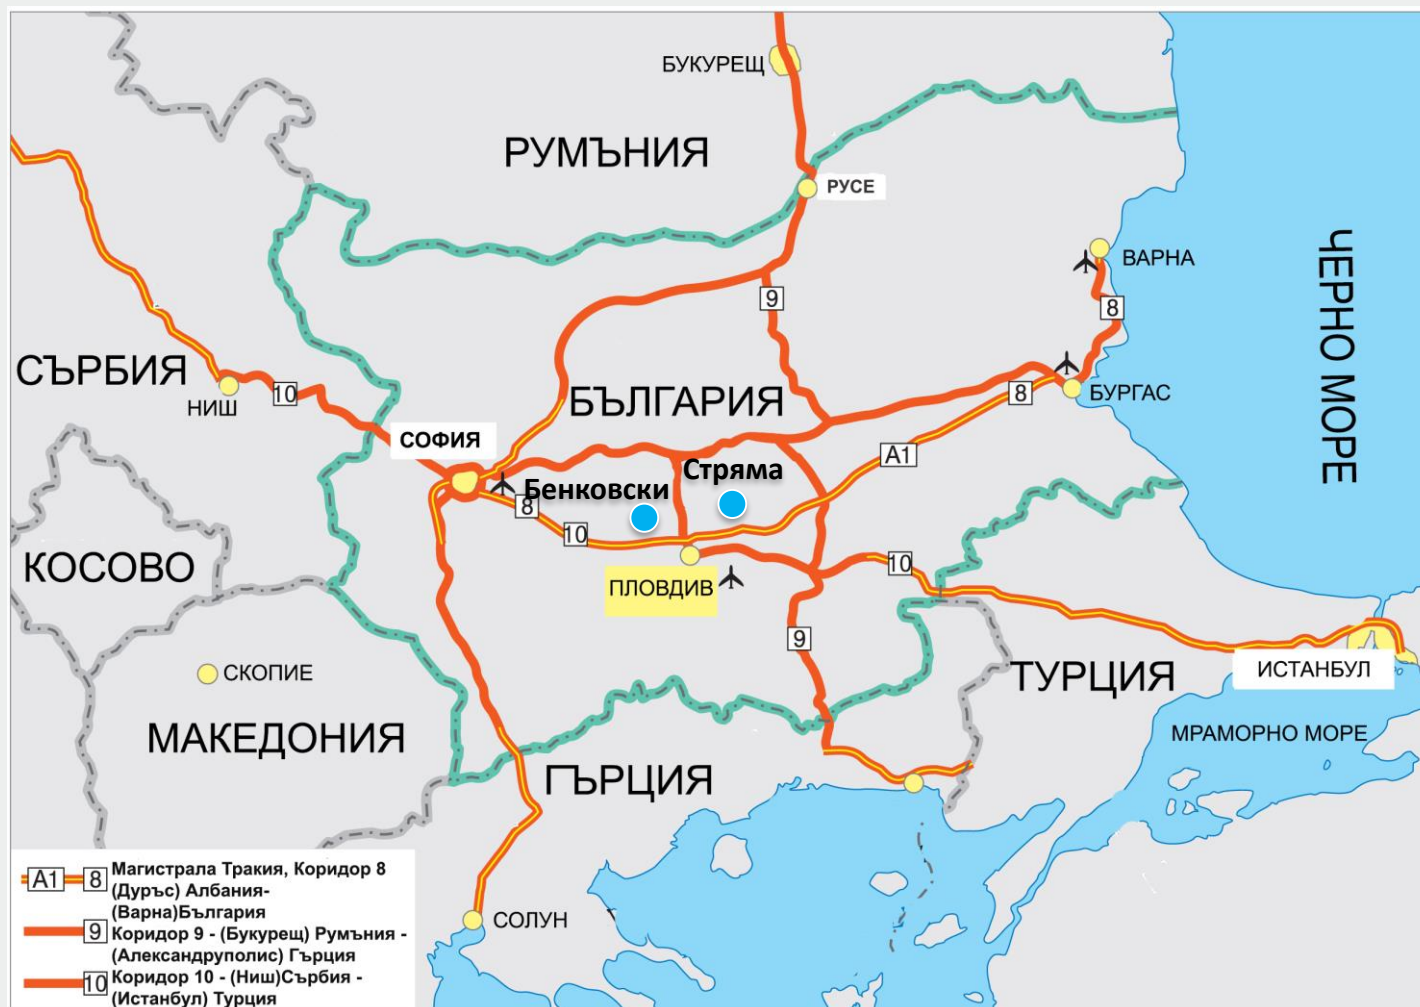 БУКУРЕЩ
РУМЪНИЯ
РУСЕ
ВАРНА
9
8
ЧЕРНО МОРЕ
СЪРБИЯ
НИШ
10
БЪЛГАРИЯ
8
БУРГАС
СОФИЯ
A1
Стряма
Бенковски
8
10
КОСОВО
ПЛОВДИВ
10
9
СКОПИЕ
ТУРЦИЯ
ИСТАНБУЛ
МАКЕДОНИЯ
МРАМОРНО МОРЕ
ГЪРЦИЯ
СОЛУН
A1 8 Магистрала Тракия, Коридор 8
(Дуръс) Албания-
(Варна)България
9 Коридор 9 - (Букурещ) Румъния -
(Александруполис) Гърция
10 Коридор 10 - (Ниш)Сърбия -
(Истанбул) Турция